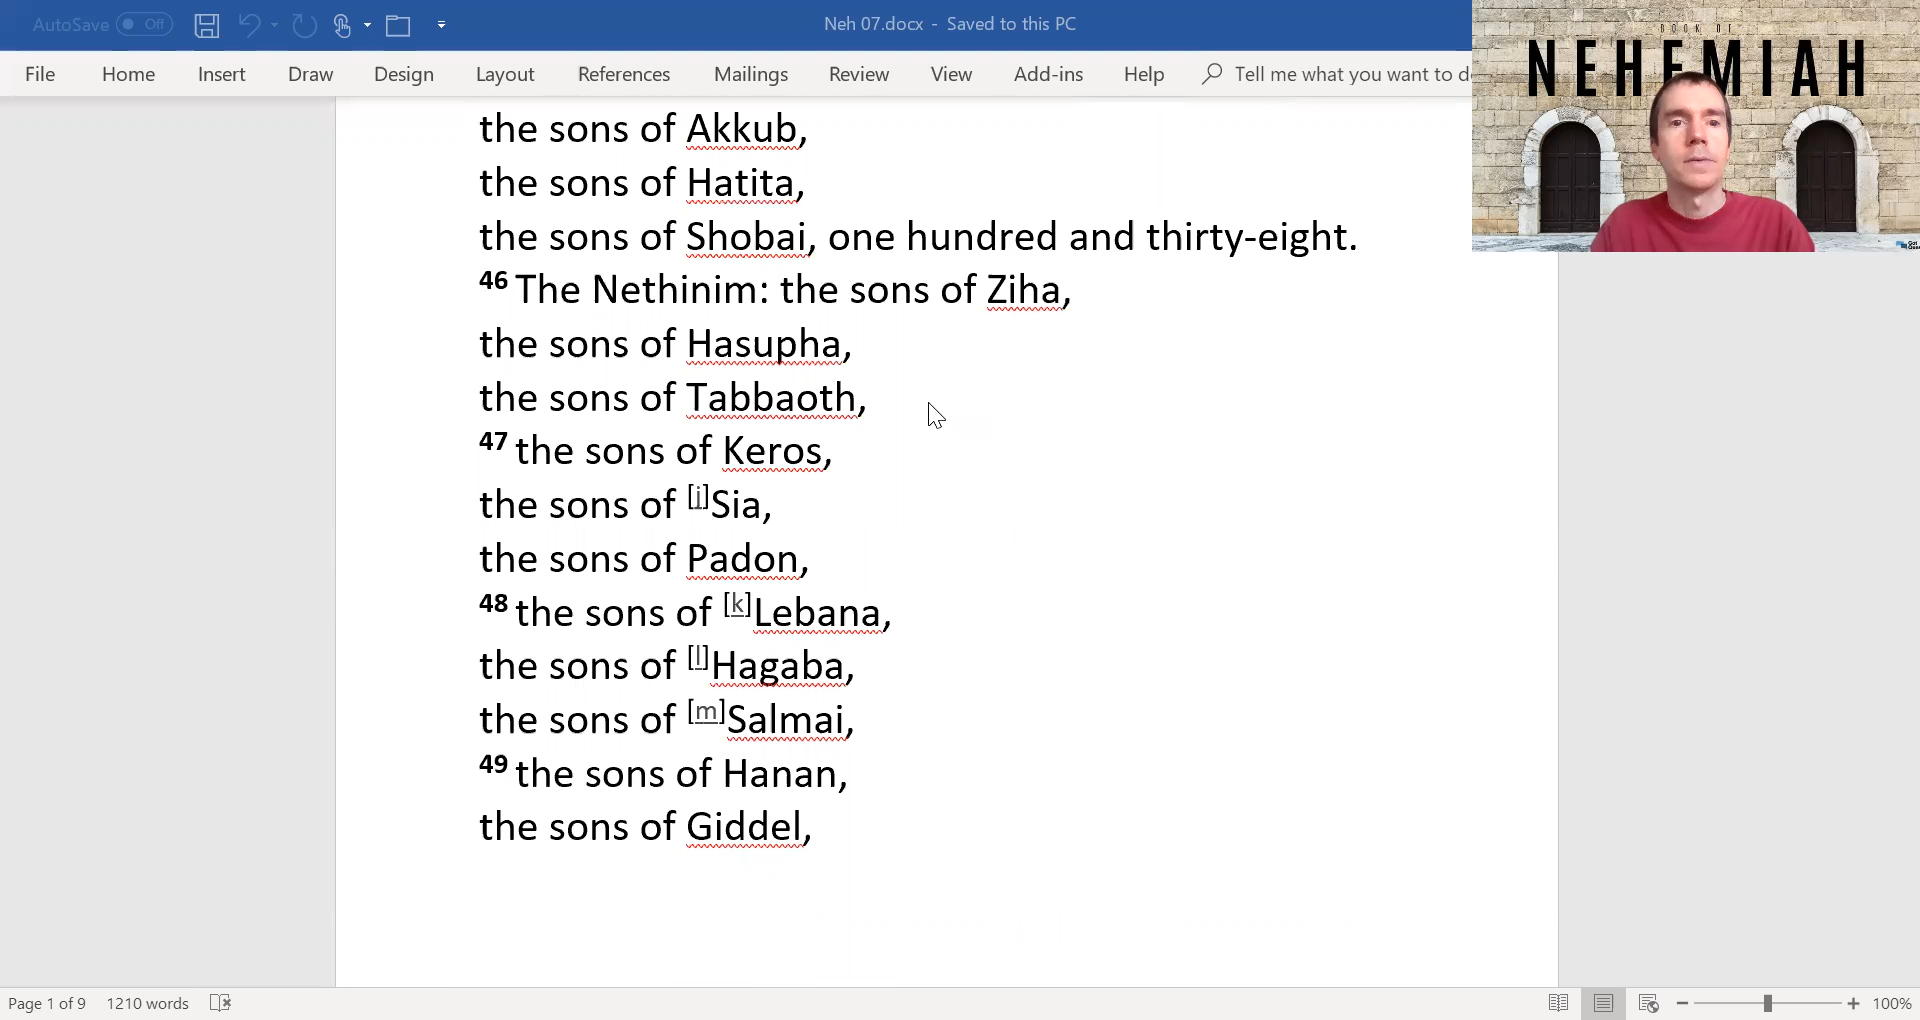 AutoSave Off
Neh 07.docx - Saved to this PC
File Home Insert Draw Design Layout References Mailings Review View Add-ins Help Tell me what you want to d
BOOK OF
NEHEMIAH
the sons of Akkub,
the sons of Hatita,
the sons of Shobai, one hundred and thirty-eight.
46 The Nethinim: the sons of Ziha,
the sons of Hasupha,
the sons of Tabbaoth,
47 the sons of Keros,
the sons of [j]Sia,
the sons of Padon,
48 the sons of [k]Lebana,
the sons of [l]Hagaba,
the sons of [m]Salmai,
49 the sons of Hanan,
the sons of Giddel,
Page 1 of 9 1210 words
100%